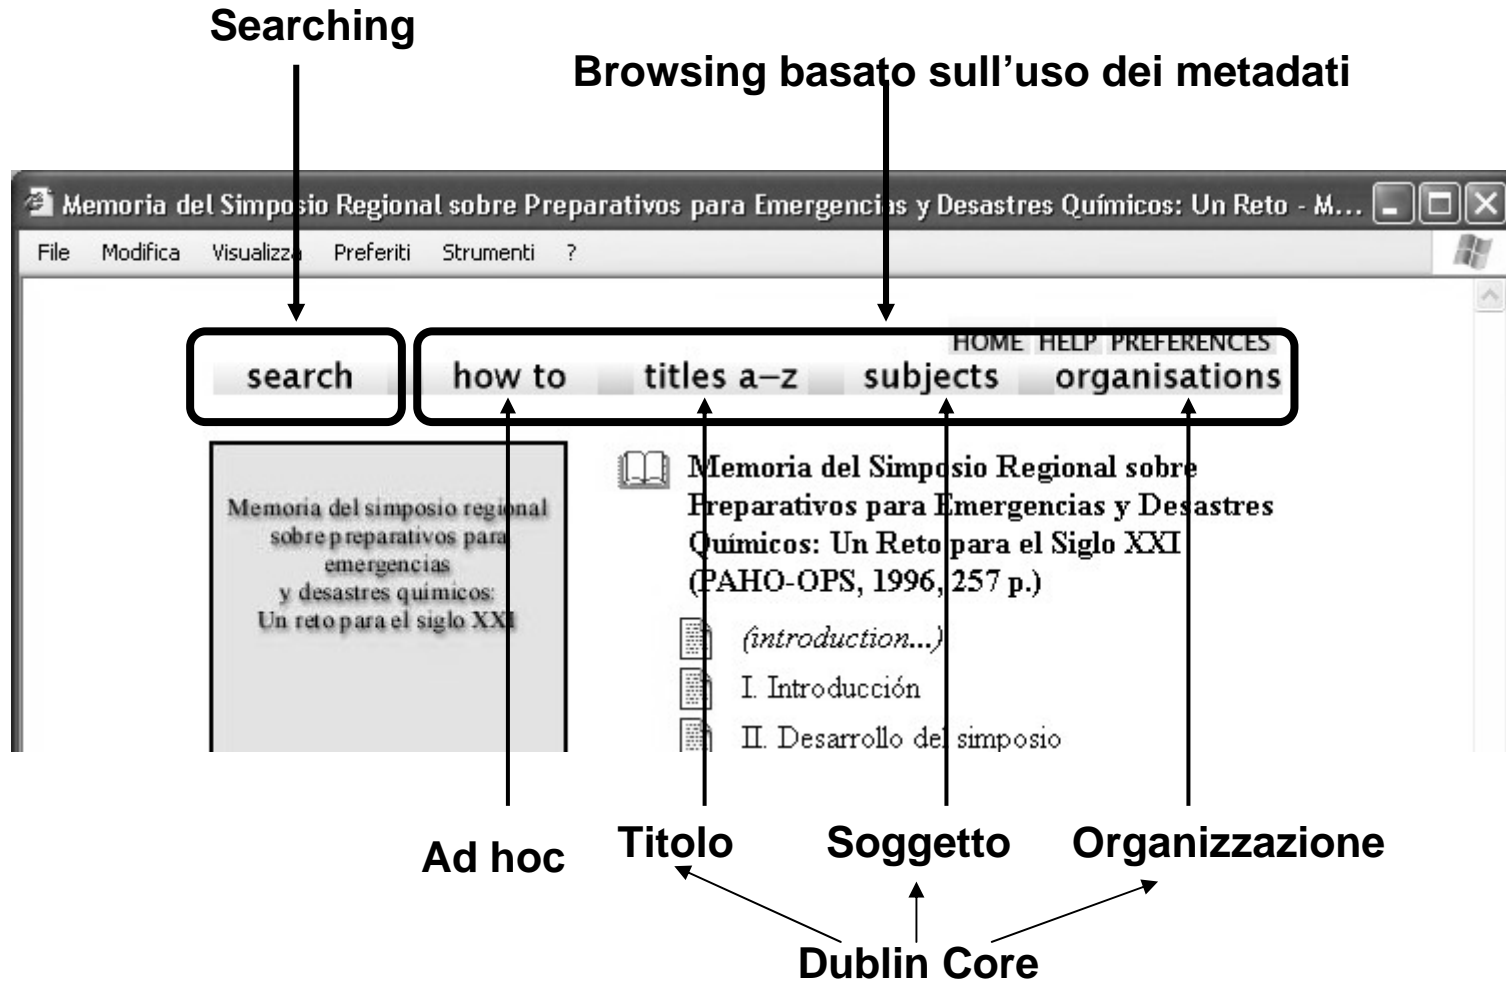 Searching
Browsing basato sull’uso dei metadati
Memoria del Simposio Regional sobre Preparativos para Emergencias y Desastres Químicos: Un Reto - M...
File Modifica Visualizza Preferiti Strumenti ?
HOME HELP PREFERENCES
search how to titles a–z subjects organisations
Memoria del simposio regional
sobre preparativos para
emergencias
y desastres químicos:
Un reto para el siglo XXI
Memoria del Simposio Regional sobre
Preparativos para Emergencias y Desastres
Químicos: Un Reto para el Siglo XXI
(PAHO-OPS, 1996, 257 p.)
(introduction...)
I. Introducción
II. Desarrollo del simposio
Ad hoc Titolo Soggetto Organizzazione
Dublin Core